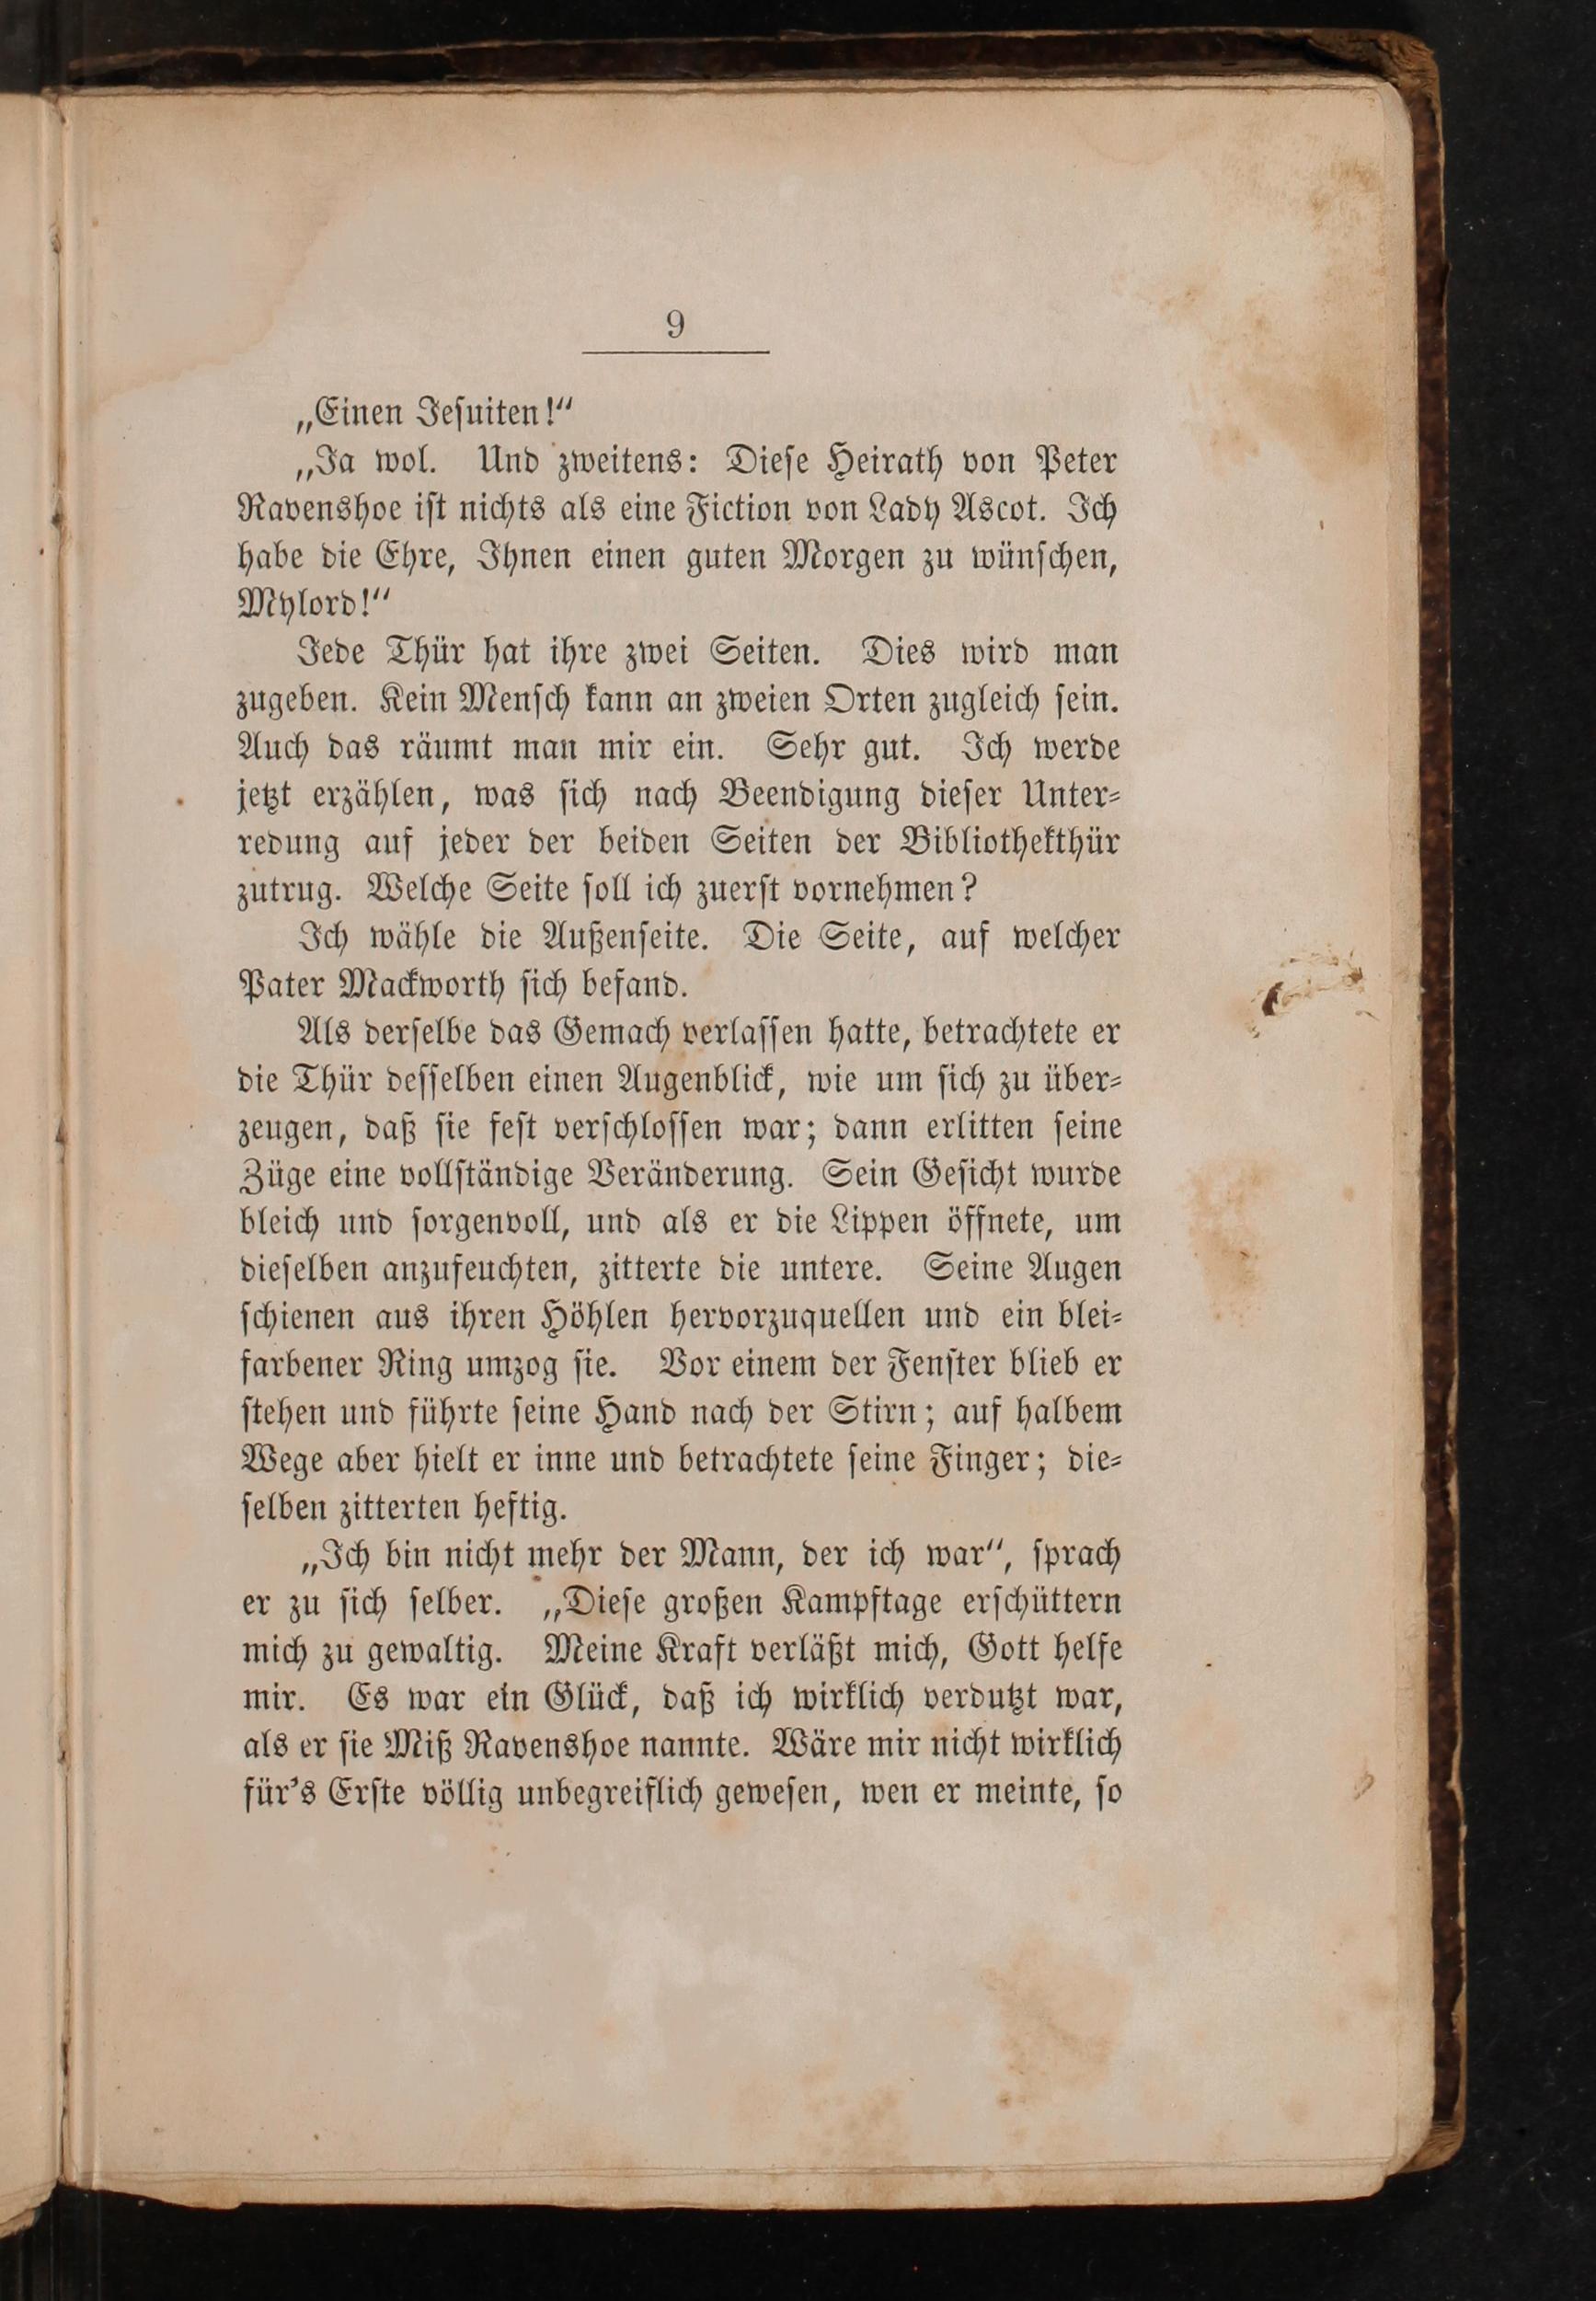 9
„Einen Jesuiten!“
„Ja wol. Und zweitens: Diese Heirath von Peter
Ravenshoe ist nichts als eine Fiction von Lady Ascot. Ich
habe die Ehre, Ihnen einen guten Morgen zu wünschen,
Mylord!“
Jede Thür hat ihre zwei Seiten. Dies wird man
zugeben. Kein Mensch kann an zweien Orten zugleich sein.
Auch das räumt man mir ein. Sehr gut. Ich werde
jetzt erzählen, was sich nach Beendigung dieser Unter-
redung auf jeder der beiden Seiten der Bibliothekthür
zutrug. Welche Seite soll ich zuerst vornehmen?
Ich wähle die Außenseite. Die Seite, auf welcher
Pater Mackworth sich befand.
Als derselbe das Gemach verlassen hatte, betrachtete er
die Thür desselben einen Augenblick, wie um sich zu über-
zeugen, daß sie fest verschlossen war; dann erlitten seine
Züge eine vollständige Veränderung. Sein Gesicht wurde
bleich und sorgenvoll, und als er die Lippen öffnete, um
dieselben anzufeuchten, zitterte die untere. Seine Augen
schienen aus ihren Höhlen hervorzuquellen und ein blei-
farbener Ring umzog sie. Vor einem der Fenster blieb er
stehen und führte seine Hand nach der Stirn; auf halbem
Wege aber hielt er inne und betrachtete seine Finger; die-
selben zitterten heftig.
„Ich bin nicht mehr der Mann, der ich war“, sprach
er zu sich selber. „Diese großen Kampftage erschüttern
mich zu gewaltig. Meine Kraft verläßt mich, Gott helfe
mir. Es war ein Glück, daß ich wirklich verdutzt war,
als er sie Miß Ravenshoe nannte. Wäre mir nicht wirklich
für's Erste völlig unbegreiflich gewesen, wen er meinte, so